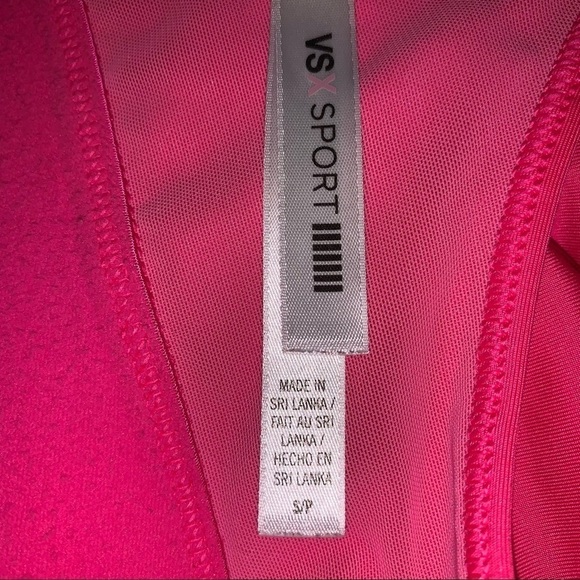 VSX SPORT
MADE IN
SRI LANKA /
FAIT AU SRI
LANKA /
HECHO EN
SRI LANKA
S/P